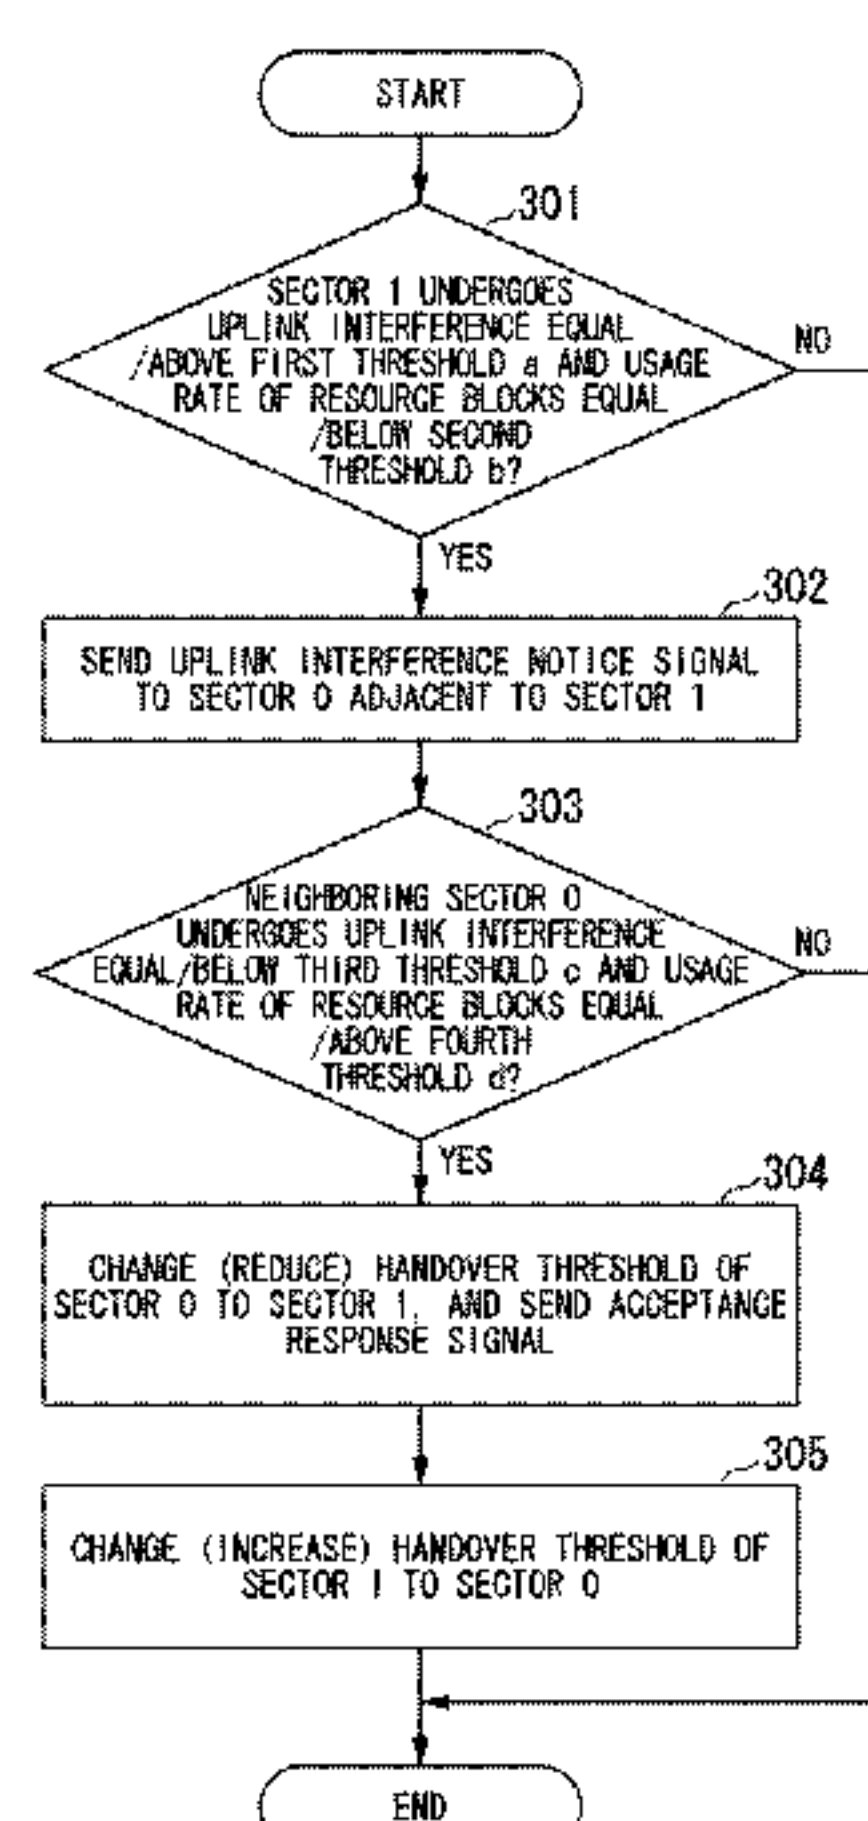 START
301
SECTOR 1 UNDERGOES
UPLINK INTERFERENCE EQUAL
/ABOVE FIRST THRESHOLD a AND USAGE
RATE OF RESOURCE BLOCKS EQUAL
/BELOW SECOND
THRESHOLD b?
NO
YES
302
SEND UPLINK INTERFERENCE NOTICE SIGNAL
TO SECTOR 0 ADJACENT TO SECTOR 1
303
NEIGHBORING SECTOR 0
UNDERGOES UPLINK INTERFERENCE
EQUAL/BELOW THIRD THRESHOLD c AND USAGE
RATE OF RESOURCE BLOCKS EQUAL
/ABOVE FOURTH
THRESHOLD d?
NO
YES
304
CHANGE (REDUCE) HANDOVER THRESHOLD OF
SECTOR 0 TO SECTOR 1, AND SEND ACCEPTANCE
RESPONSE SIGNAL
305
CHANGE (INCREASE) HANDOVER THRESHOLD OF
SECTOR 1 TO SECTOR 0
END